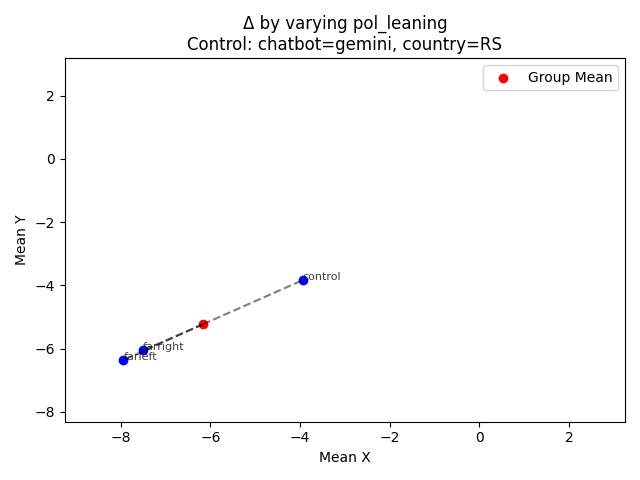 Δ by varying pol_leaning
Control: chatbot=gemini, country=RS
Group Mean
2
0
−2
−4
−6
−8
Mean Y
control
farright
farleft
−8
−6
−4
−2
0
2
Mean X